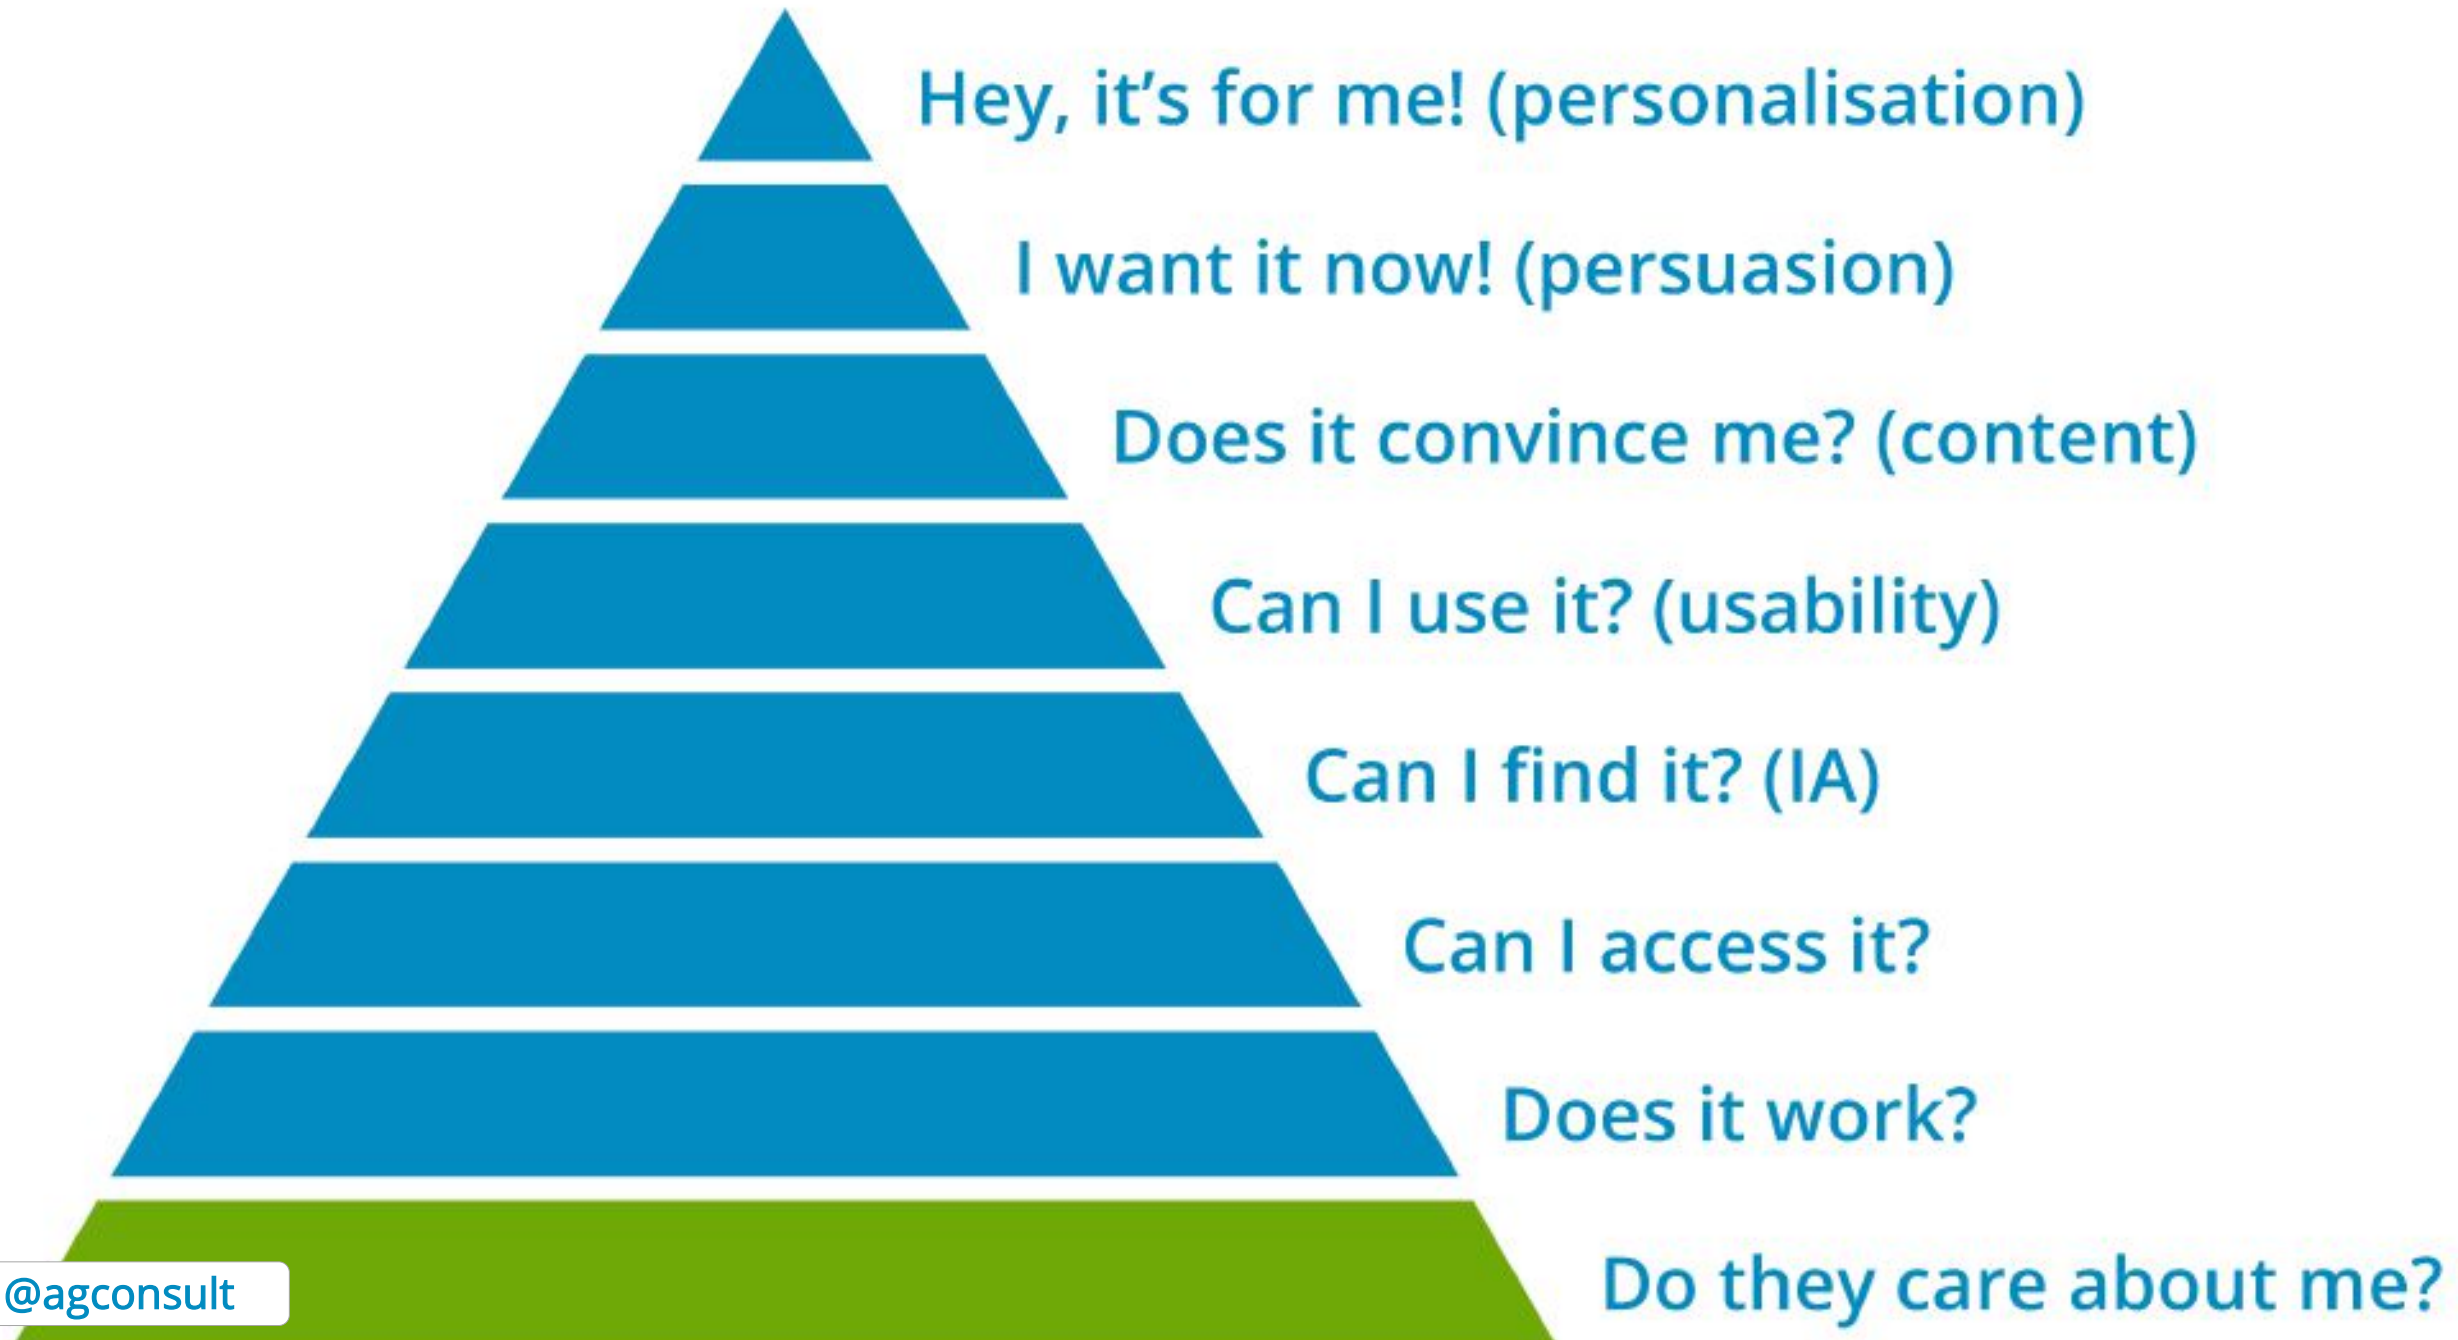 Hey, it’s for me! (personalisation)
I want it now! (persuasion)
Does it convince me? (content)
Can I use it? (usability)
Can I find it? (IA)
Can I access it?
Does it work?
Do they care about me?
@agconsult